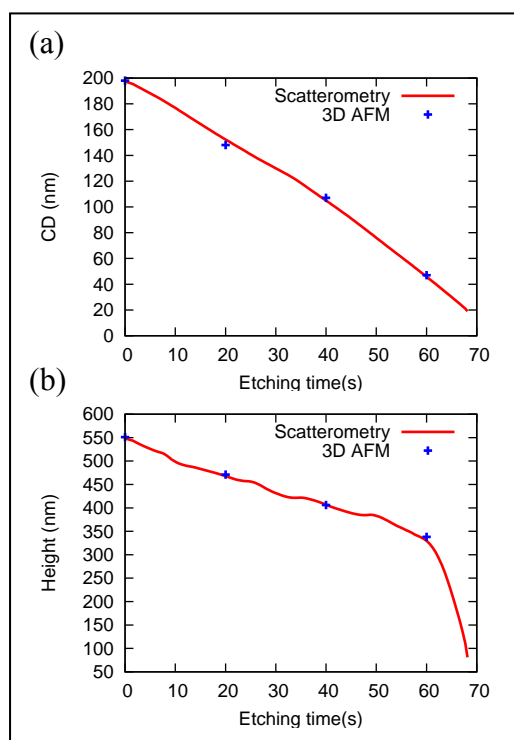 (a)
200
180
160
140
120
100
80
60
40
20
0
CD (nm)
Scatterometry
3D AFM
0 10 20 30 40 50 60 70
Etching time(s)
(b)
600
550
500
450
400
350
300
250
200
150
100
50
Height (nm)
Scatterometry
3D AFM
0 10 20 30 40 50 60 70
Etching time(s)